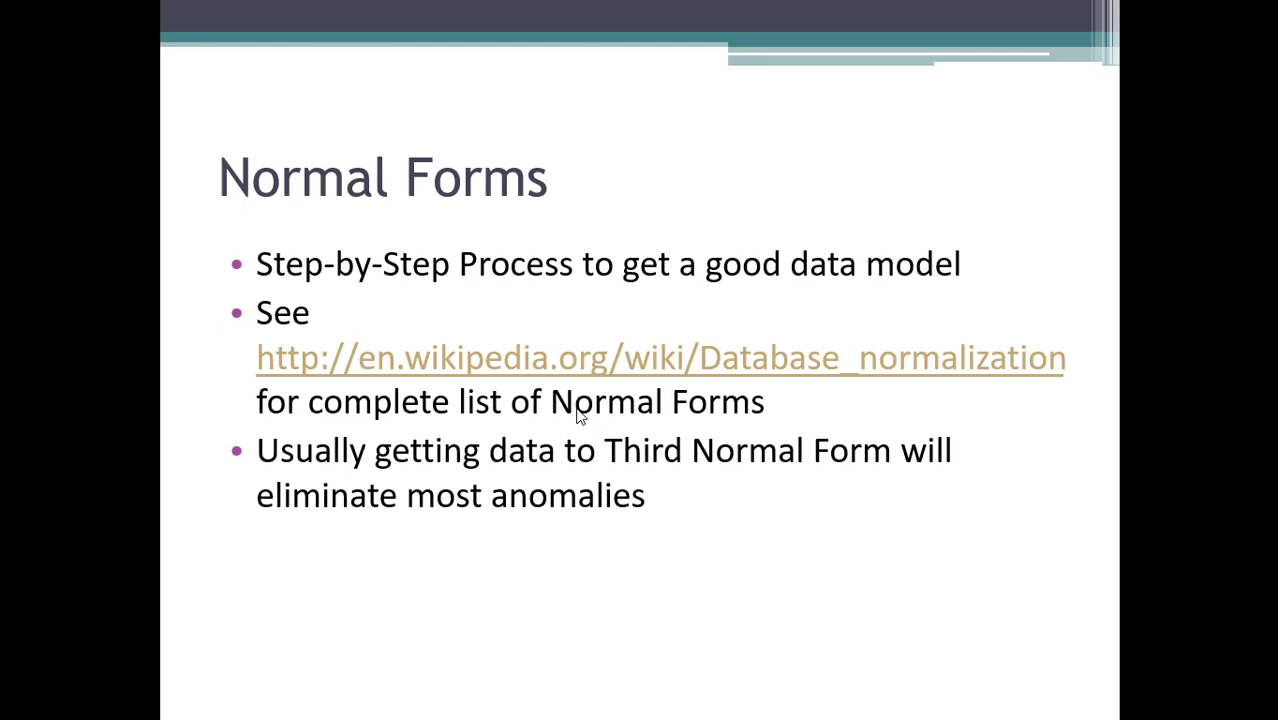 Normal Forms
• Step-by-Step Process to get a good data model
• See
http://en.wikipedia.org/wiki/Database_normalization
for complete list of Normal Forms
• Usually getting data to Third Normal Form will
eliminate most anomalies